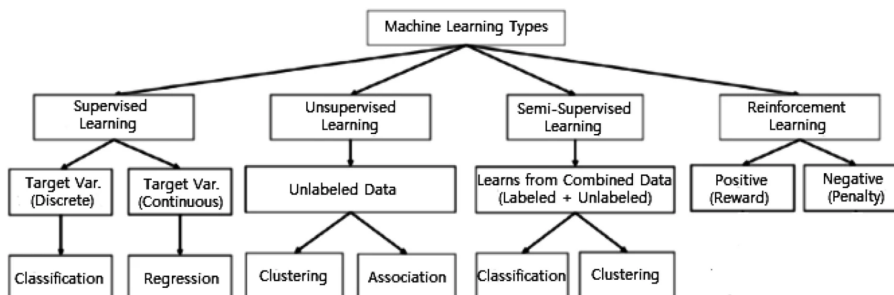 Machine Learning Types
Supervised
Learning
Unsupervised
Learning
Semi-Supervised
Learning
Reinforcement
Learning
Target Var.
(Discrete)
Target Var.
(Continuous)
Unlabeled Data
Learns from Combined Data
(Labeled + Unlabeled)
Positive
(Reward)
Negative
(Penalty)
Classification
Regression
Clustering
Association
Classification
Clustering